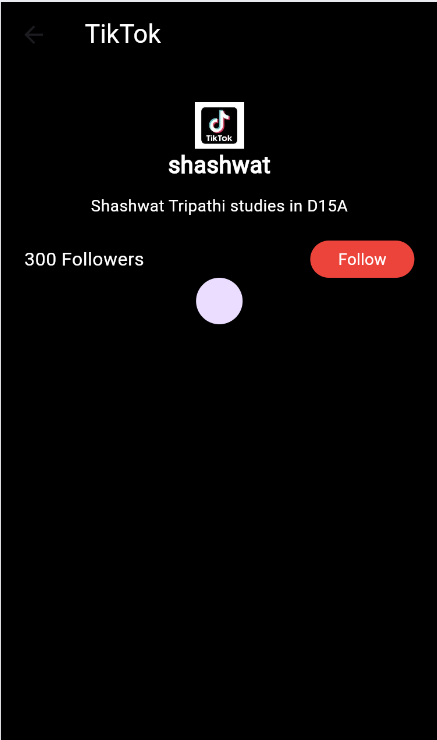 TikTok
TikTok
shashwat
Shashwat Tripathi studies in D15A
300 Followers
Follow